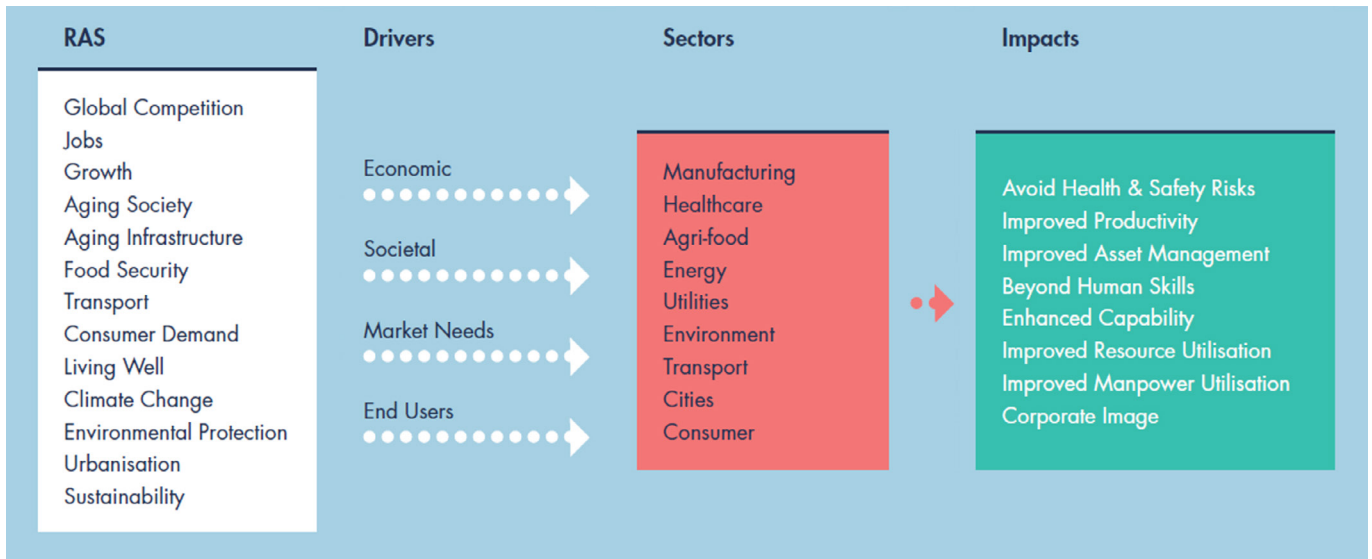 RAS
Global Competition
Jobs
Growth
Aging Society
Aging Infrastructure
Food Security
Transport
Consumer Demand
Living Well
Climate Change
Environmental Protection
Urbanisation
Sustainability
Drivers
Economic
Societal
Market Needs
End Users
Sectors
Manufacturing
Healthcare
Agri-food
Energy
Utilities
Environment
Transport
Cities
Consumer
Impacts
Avoid Health & Safety Risks
Improved Productivity
Improved Asset Management
Beyond Human Skills
Enhanced Capability
Improved Resource Utilisation
Improved Manpower Utilisation
Corporate Image